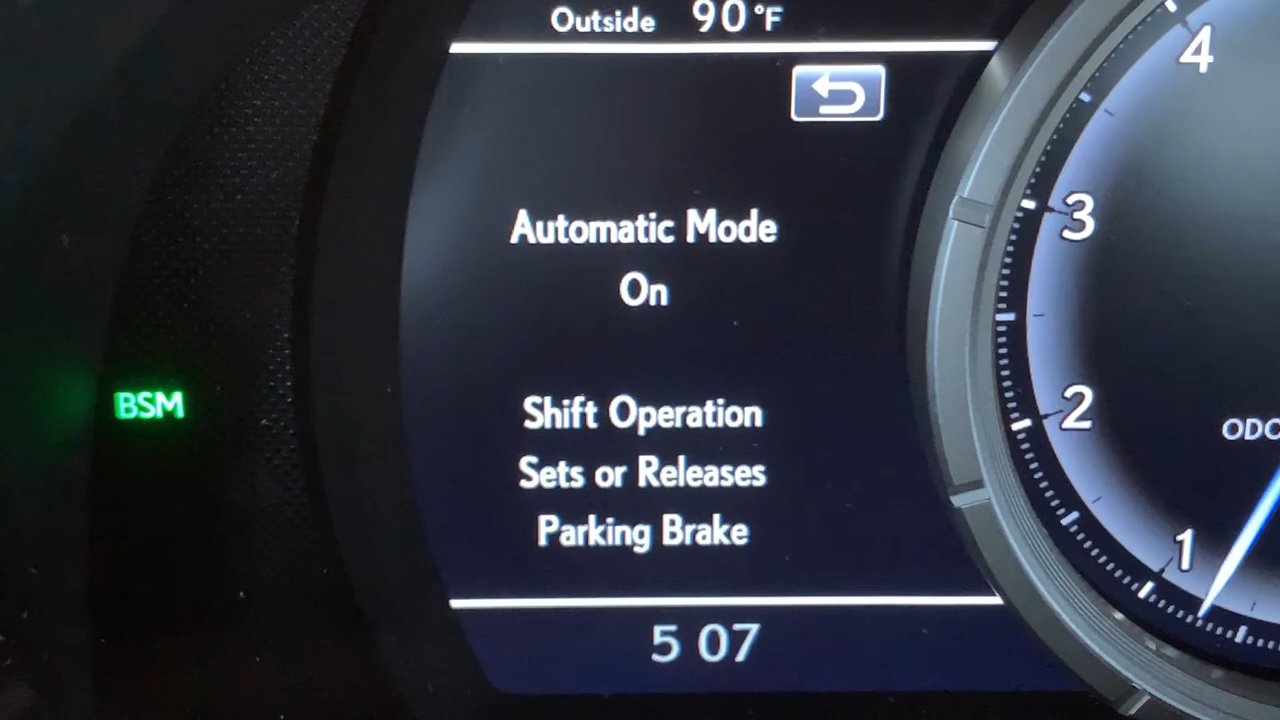 Outside 90°F
Automatic Mode
On
Shift Operation
Sets or Releases
Parking Brake
5 07
BSM
4
3
2
1